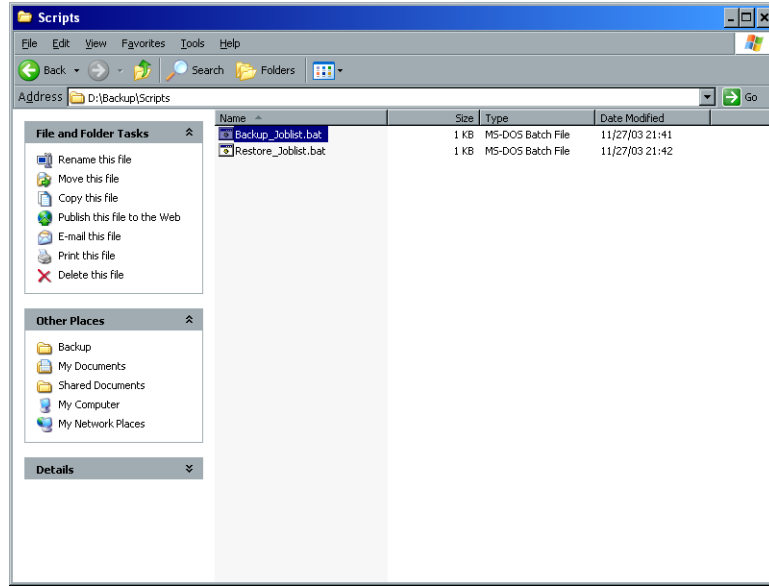 Scripts
File Edit View Favorites Tools Help
Back Search Folders
Address D:\Backup\Scripts Go
File and Folder Tasks
Rename this file
Move this file
Copy this file
Publish this file to the Web
E-mail this file
Print this file
Delete this file
Other Places
Backup
My Documents
Shared Documents
My Computer
My Network Places
Details
Name Size Type Date Modified
Backup_Joblist.bat 1 KB MS-DOS Batch File 11/27/03 21:41
Restore_Joblist.bat 1 KB MS-DOS Batch File 11/27/03 21:42